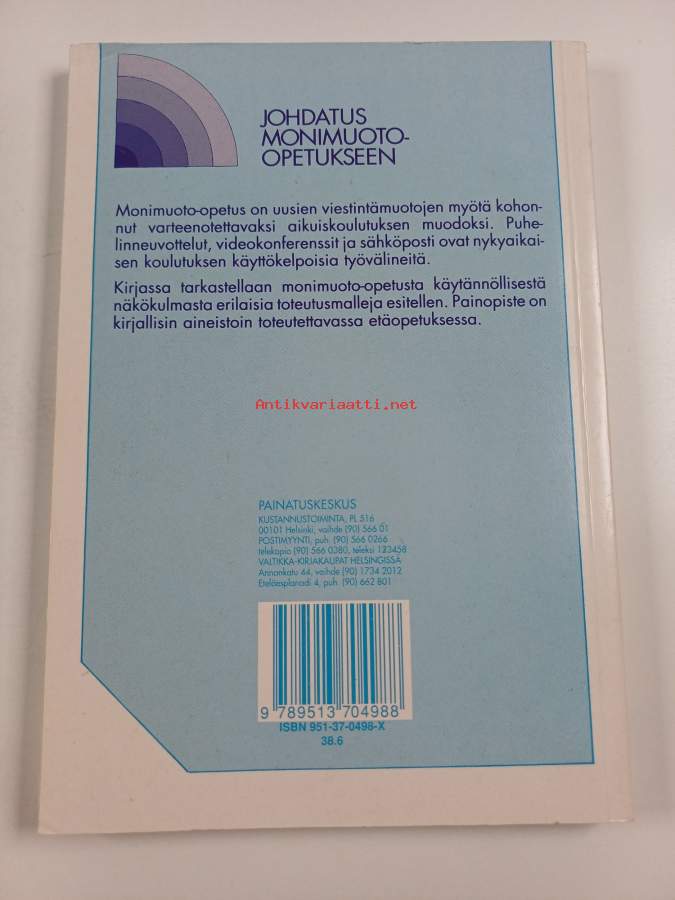 JOHDATUS
MONIMUOTO-
OPETUKSEEN
Monimuoto-opetus on uusien viestintämuotojen myötä kohon-
nut varteenotettavaksi aikuiskoulutuksen muodoksi. Puhe-
linneuvottelut, videokonferenssit ja sähköposti ovat nykyaikai-
sen koulutuksen käyttökelpoisia työvälineitä.
Kirjassa tarkastellaan monimuoto-opetusta käytännöllisestä
näkökulmasta erilaisia toteutusmalleja esitellen. Painopiste on
kirjallisin aineistoin toteutettavassa etäopetuksessa.
Antikvariaatti.net
PAINATUSKESKUS
KUSTANNUSTOIMINTA, PL 516
00101 Helsinki, vaihde (90) 566 01
POSTIMYYNTI, puh. (90) 566 0266
telekopio (90) 566 0380, teleksi 123458
VALTIKKA-KIRJAKAUPAT HELSINGISSÄ
Annankatu 44, vaihde (90) 1734 2012
Eteläesplanadi 4, puh. (90) 662 801
9 789513 704988
ISBN 951-37-0498-X
38.6